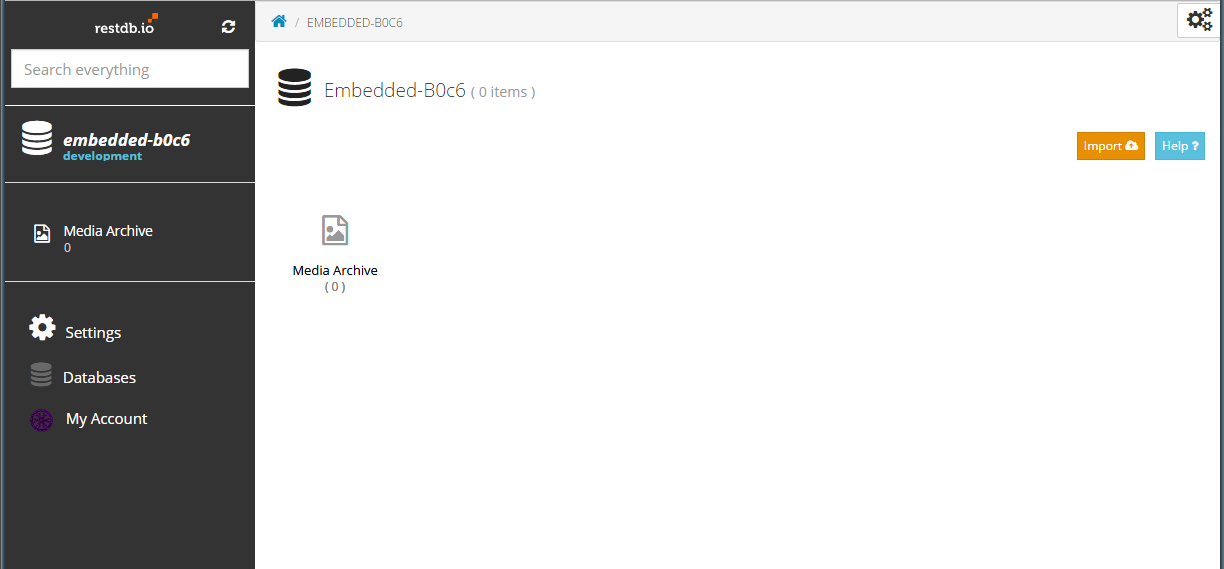 restdb.io
Search everything
embedded-b0c6
development
Media Archive
0
Settings
Databases
My Account
/ EMBEDDED-B0C6
Embedded-B0c6 ( 0 items )
Import
Help ?
Media Archive
( 0 )